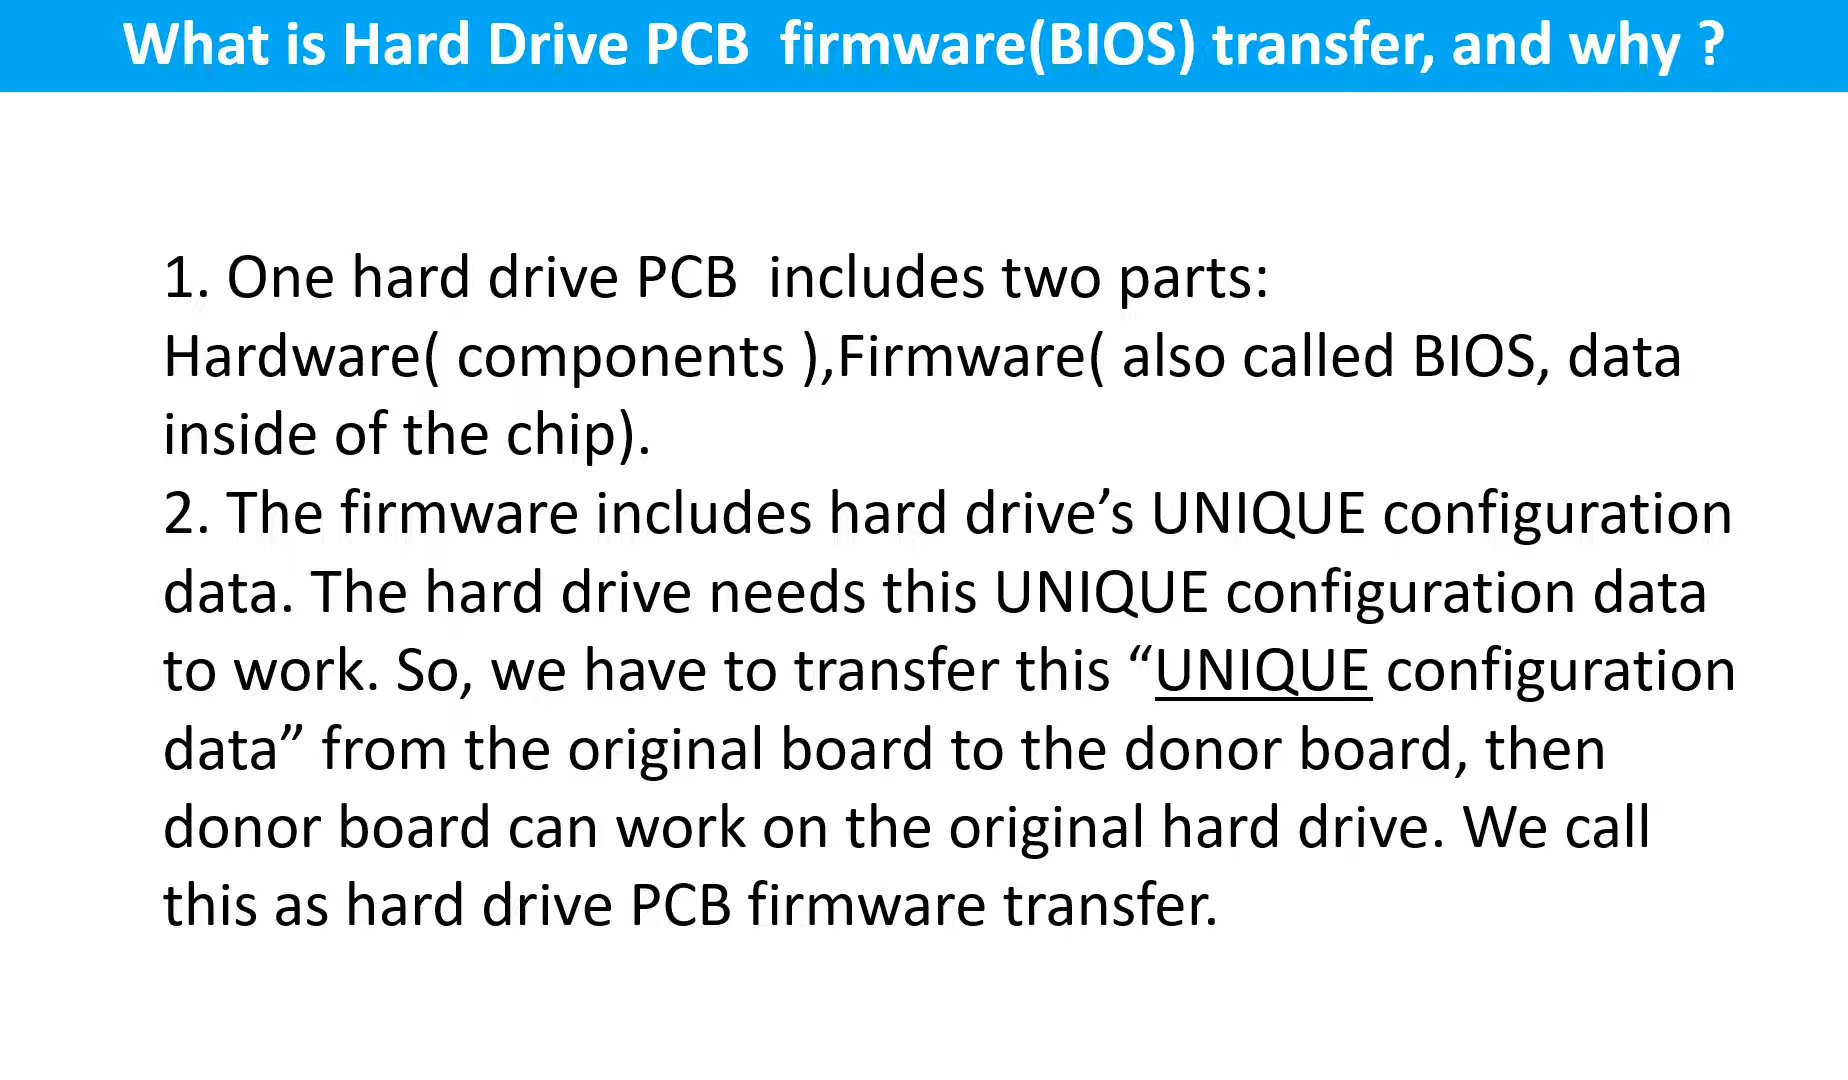 What is Hard Drive PCB  firmware(BIOS) transfer, and why ?
1. One hard drive PCB  includes two parts:
Hardware( components ),Firmware( also called BIOS, data
inside of the chip).
2. The firmware includes hard drive’s UNIQUE configuration
data. The hard drive needs this UNIQUE configuration data
to work. So, we have to transfer this “UNIQUE configuration
data” from the original board to the donor board, then
donor board can work on the original hard drive. We call
this as hard drive PCB firmware transfer.